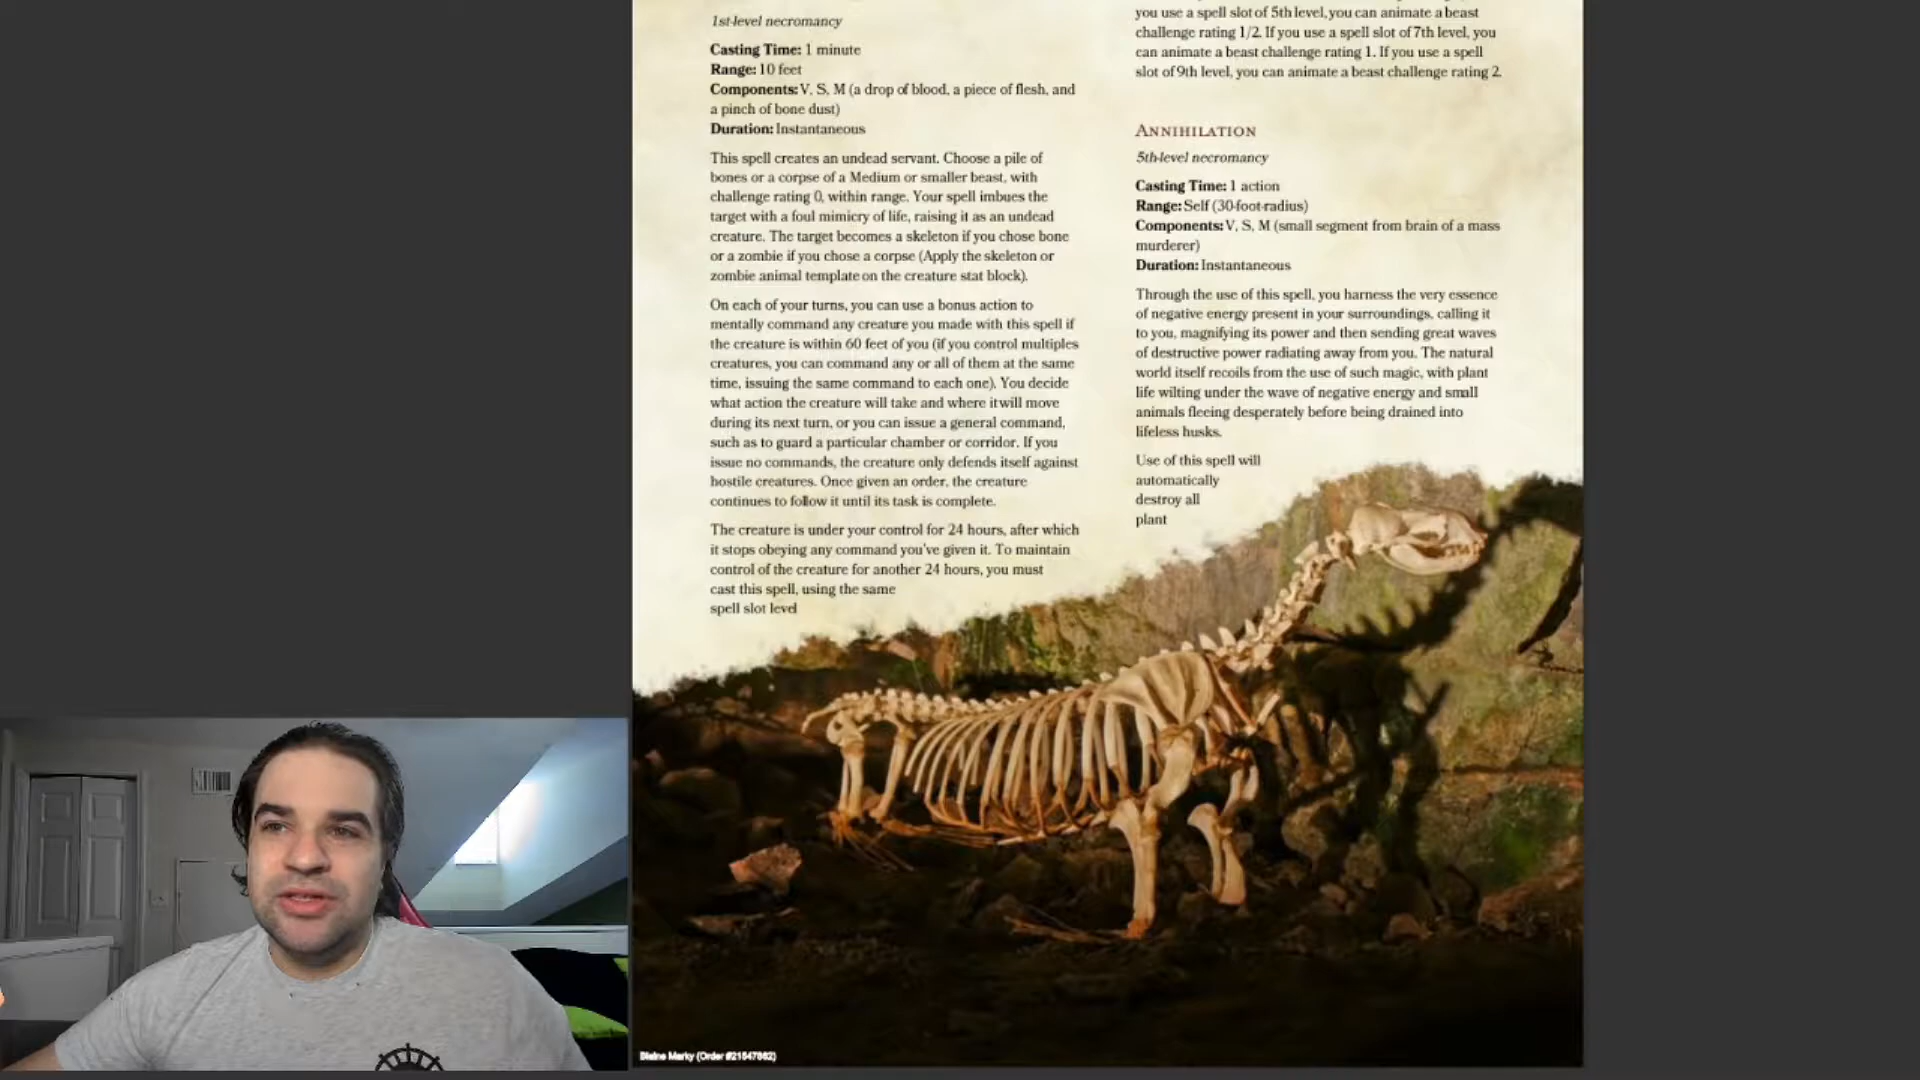 1st-level necromancy
Casting Time: 1 minute
Range: 10 feet
Components: V, S, M (a drop of blood, a piece of flesh, and
a pinch of bone dust)
Duration: Instantaneous
This spell creates an undead servant. Choose a pile of
bones or a corpse of a Medium or smaller beast, with
challenge rating 0, within range. Your spell imbues the
target with a foul mimicry of life, raising it as an undead
creature. The target becomes a skeleton if you chose bone
or a zombie if you chose a corpse (Apply the skeleton or
zombie animal template on the creature stat block).
On each of your turns, you can use a bonus action to
mentally command any creature you made with this spell if
the creature is within 60 feet of you (if you control multiples
creatures, you can command any or all of them at the same
time, issuing the same command to each one). You decide
what action the creature will take and where it will move
during its next turn, or you can issue a general command,
such as to guard a particular chamber or corridor. If you
issue no commands, the creature only defends itself against
hostile creatures. Once given an order, the creature
continues to follow it until its task is complete.
The creature is under your control for 24 hours, after which
it stops obeying any command you've given it. To maintain
control of the creature for another 24 hours, you must
cast this spell, using the same
spell slot level
you use a spell slot of 5th level, you can animate a beast
challenge rating 1/2. If you use a spell slot of 7th level, you
can animate a beast challenge rating 1. If you use a spell
slot of 9th level, you can animate a beast challenge rating 2.
ANNIHILATION
5th-level necromancy
Casting Time: 1 action
Range: Self (30-foot-radius)
Components: V, S, M (small segment from brain of a mass
murderer)
Duration: Instantaneous
Through the use of this spell, you harness the very essence
of negative energy present in your surroundings, calling it
to you, magnifying its power and then sending great waves
of destructive power radiating away from you. The natural
world itself recoils from the use of such magic, with plant
life wilting under the wave of negative energy and small
animals fleeing desperately before being drained into
lifeless husks.
Use of this spell will
automatically
destroy all
plant
Blaine Marky (Order #21547862)